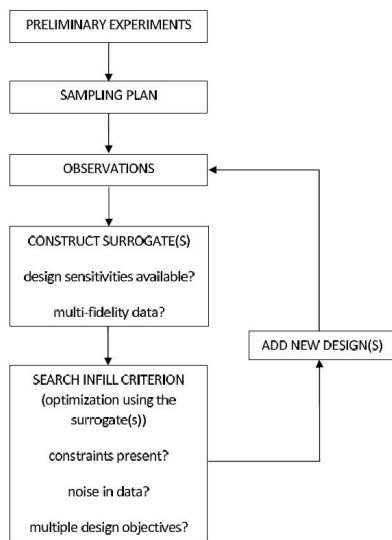 PRELIMINARY EXPERIMENTS
SAMPLING PLAN
OBSERVATIONS
CONSTRUCT SURROGATE(S)
design sensitivities available?
multi-fidelity data?
ADD NEW DESIGN(S)
SEARCH INFILL CRITERION
(optimization using the
surrogate(s))
constraints present?
noise in data?
multiple design objectives?